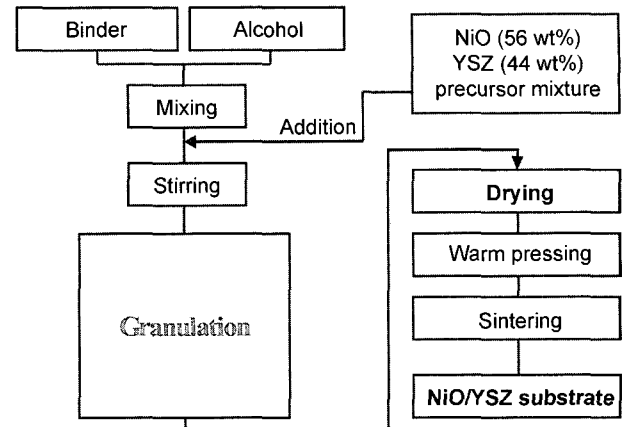 Binder
Alcohol
Mixing
NiO (56 wt%)
YSZ (44 wt%)
precursor mixture
Addition
Stirring
Granulation
Drying
Warm pressing
Sintering
NiO/YSZ substrate